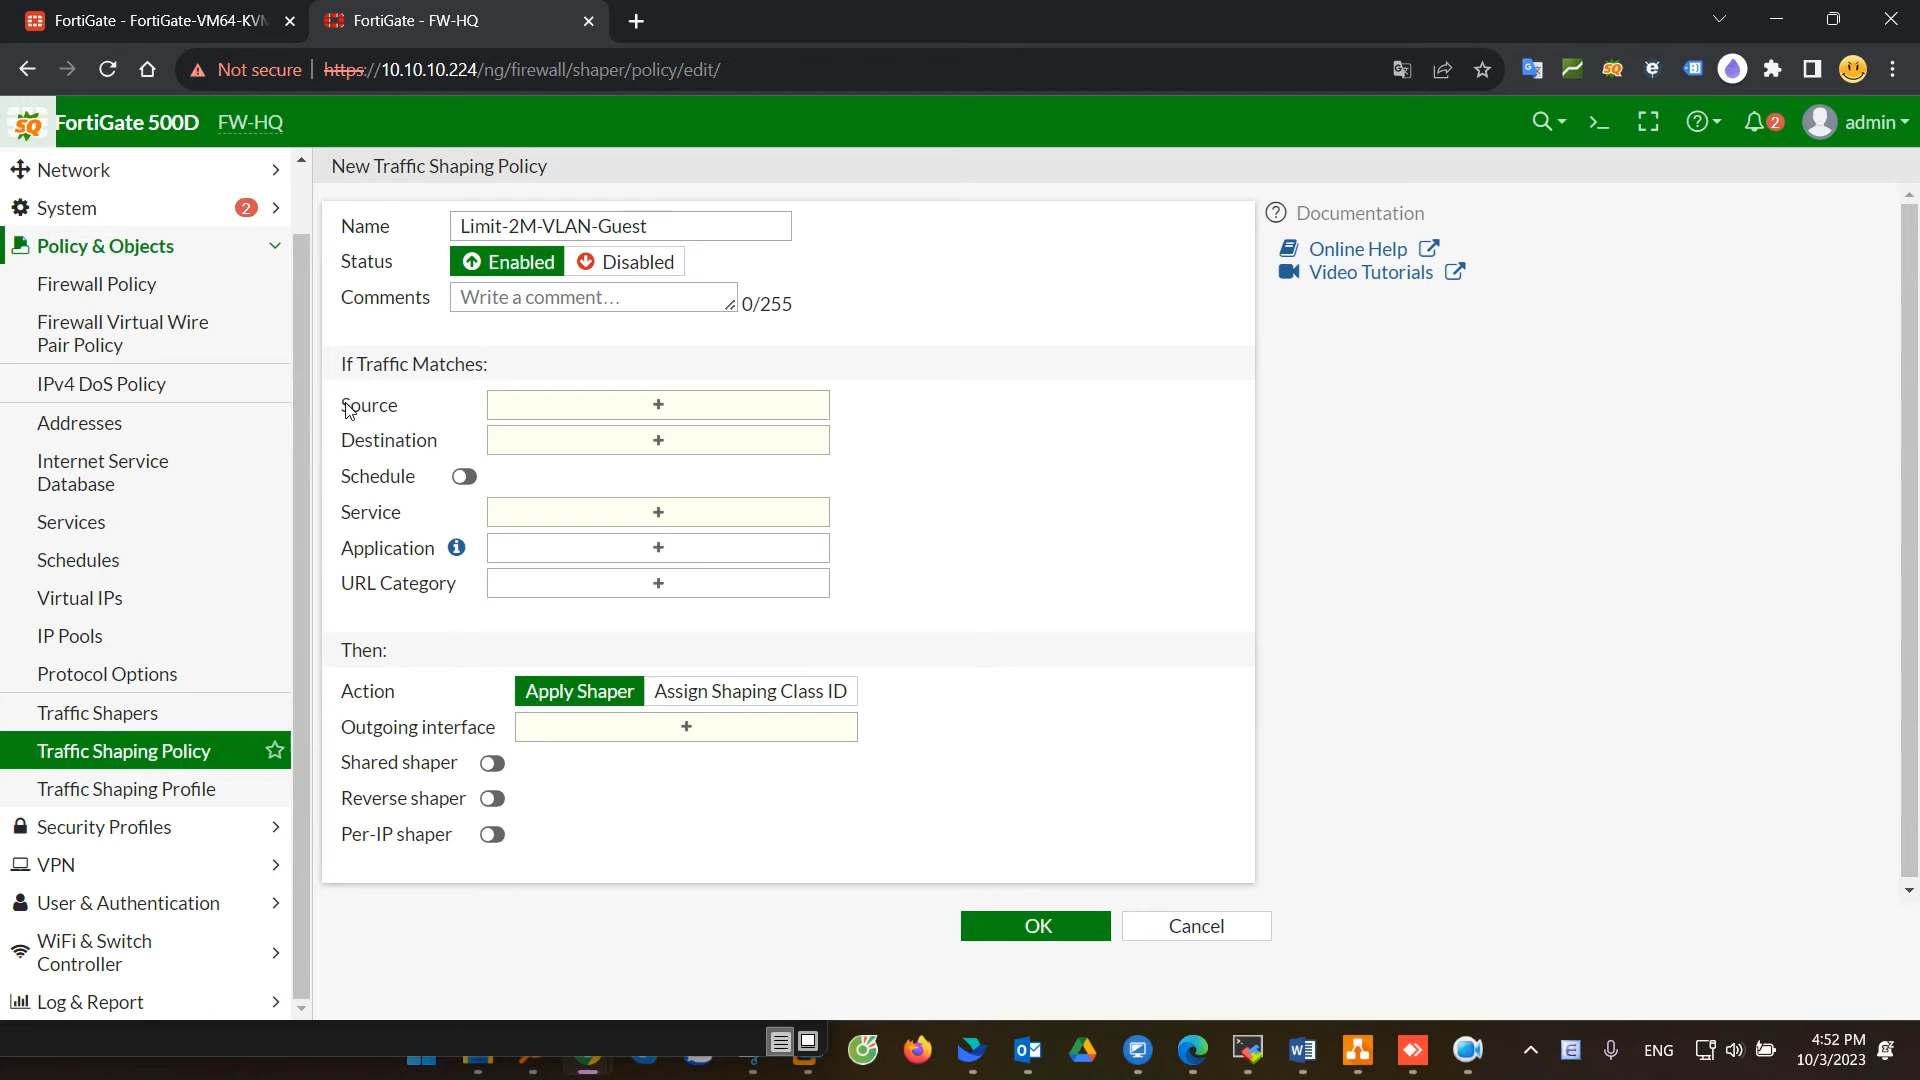 FortiGate - FortiGate-VM64-KVM
FortiGate - FW-HQ
Not secure
https://10.10.10.224/ng/firewall/shaper/policy/edit/
SQ
FortiGate 500D
FW-HQ
2
admin
Network
System
2
Policy & Objects
Firewall Policy
Firewall Virtual Wire
Pair Policy
IPv4 DoS Policy
Addresses
Internet Service
Database
Services
Schedules
Virtual IPs
IP Pools
Protocol Options
Traffic Shapers
Traffic Shaping Policy
Traffic Shaping Profile
Security Profiles
VPN
User & Authentication
WiFi & Switch
Controller
Log & Report
New Traffic Shaping Policy
Name
Limit-2M-VLAN-Guest
Status
Enabled
Disabled
Comments
Write a comment...
0/255
If Traffic Matches:
Source
Destination
Schedule
Service
Application
URL Category
Then:
Action
Apply Shaper
Assign Shaping Class ID
Outgoing interface
Shared shaper
Reverse shaper
Per-IP shaper
OK
Cancel
Documentation
Online Help
Video Tutorials
ENG
4:52 PM
10/3/2023